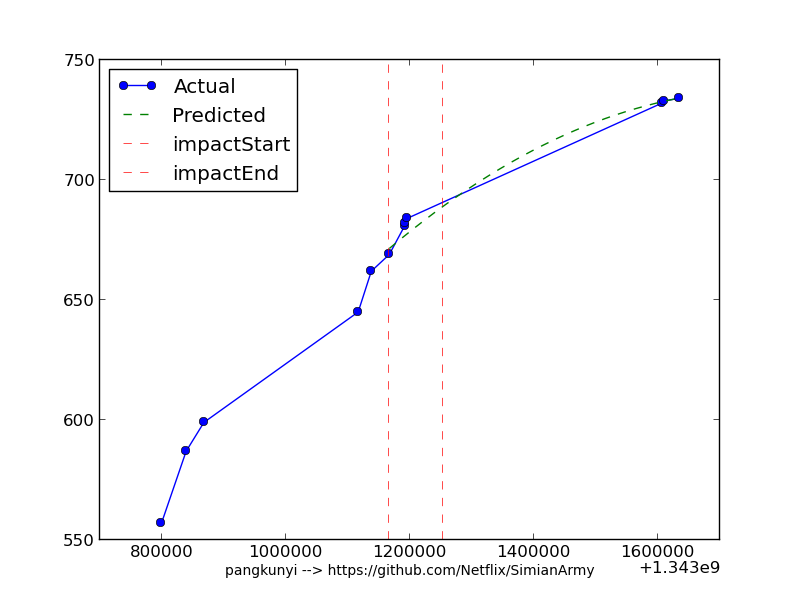 750
700
650
600
550
Actual
Predicted
impactStart
impactEnd
800000 1000000 1200000 1400000 1600000
+1.343e9
pangkunyi --> https://github.com/Netflix/SimianArmy